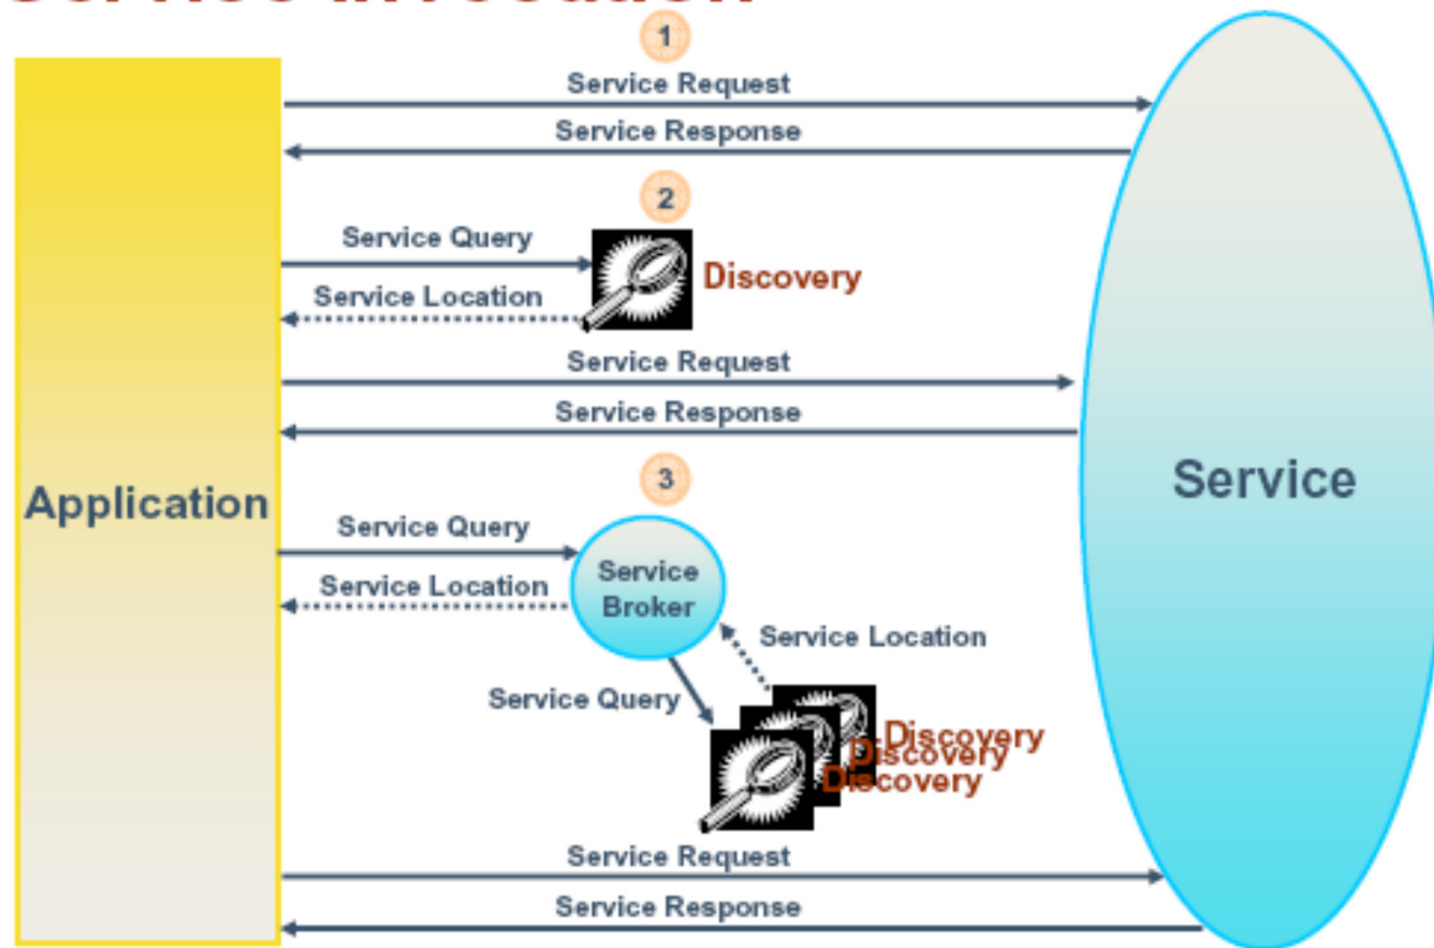 1
Service Request
Service Response
2
Service Query
Discovery
Service Location
Service Request
Service Response
3
Application
Service
Service Query
Service
Broker
Service Location
Service Location
Service Query
Discovery
Discovery
Discovery
Service Request
Service Response